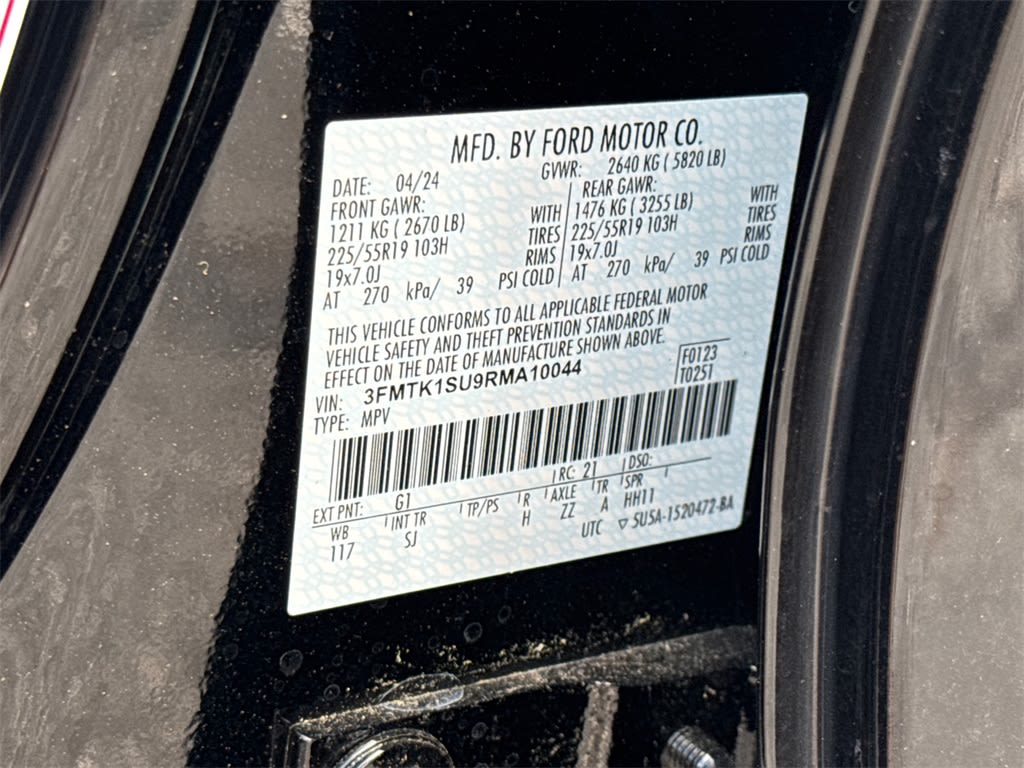 MFD. BY FORD MOTOR CO.
DATE: 04/24 GVWR: 2640 KG ( 5820 LB)
FRONT GAWR: REAR GAWR:
1211 KG ( 2670 LB) WITH 1476 KG ( 3255 LB) WITH
225/55R19 103H TIRES 225/55R19 103H TIRES
19x7.0J RIMS 19x7.0J RIMS
AT 270 kPa/ 39 PSI COLD AT 270 kPa/ 39 PSI COLD
THIS VEHICLE CONFORMS TO ALL APPLICABLE FEDERAL MOTOR
VEHICLE SAFETY AND THEFT PREVENTION STANDARDS IN
EFFECT ON THE DATE OF MANUFACTURE SHOWN ABOVE.
VIN: 3FMTK1SU9RMA10044 F0123
TYPE: MPV T0251
EXT PNT: G1 RC: 21 DSO:
WB INT TR TP/PS R AXLE TR SPR
117 SJ H ZZ A HH11
UTC ▽ 5U5A-1520472-BA